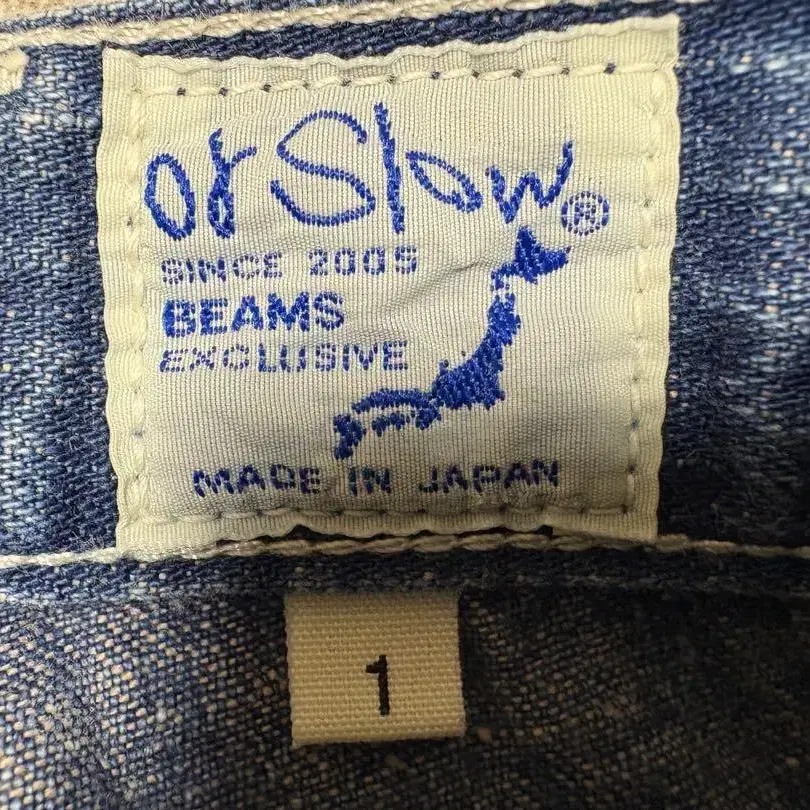 orSlow®
SINCE 2005
BEAMS
EXCLUSIVE
MADE IN JAPAN
1